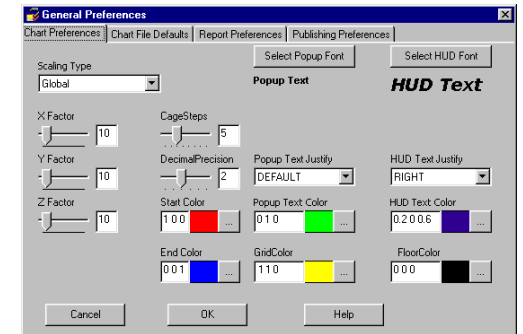 General Preferences
Chart Preferences Chart File Defaults Report Preferences Publishing Preferences
Select Popup Font Select HUD Font
Scaling Type
Global Popup Text HUD Text
X Factor CageSteps
10 5
Y Factor DecimalPrecision Popup Text Justify HUD Text Justify
10 2 DEFAULT RIGHT
Z Factor Start Color Popup Text Color HUD Text Color
10 1 0 0 ... 0 1 0 ... 0.2 0 0.6 ...
End Color GridColor FloorColor
0 0 1 ... 1 1 0 ... 0 0 0 ...
Cancel OK Help